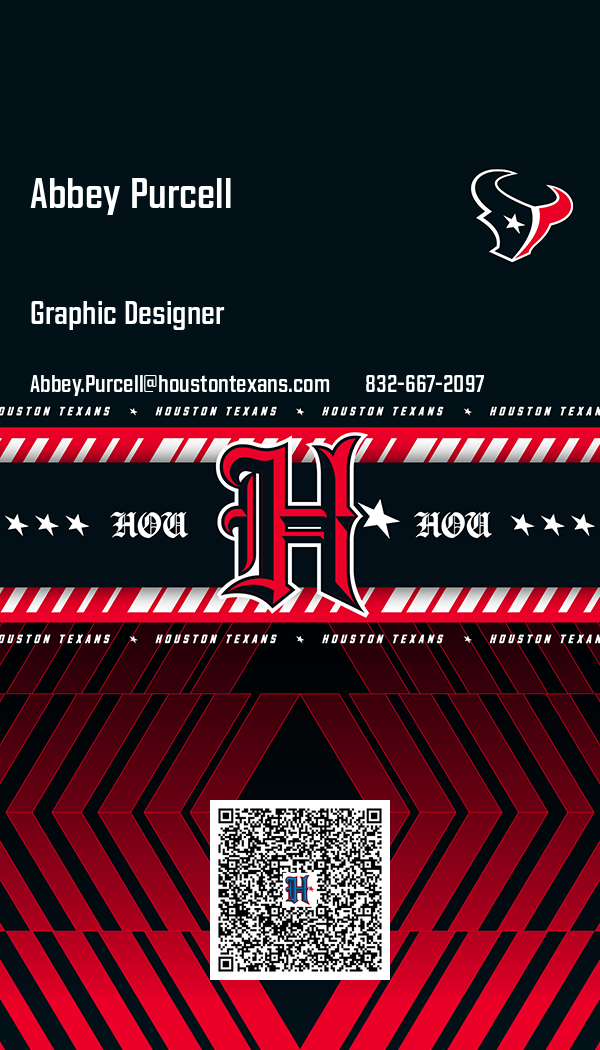 Abbey Purcell
Graphic Designer
Abbey.Purcell@houstontexans.com 832-667-2097
HOUSTON TEXANS HOUSTON TEXANS HOUSTON TEXANS HOUSTON TEXANS
HOU H HOU
HOUSTON TEXANS HOUSTON TEXANS HOUSTON TEXANS HOUSTON TEXANS
H